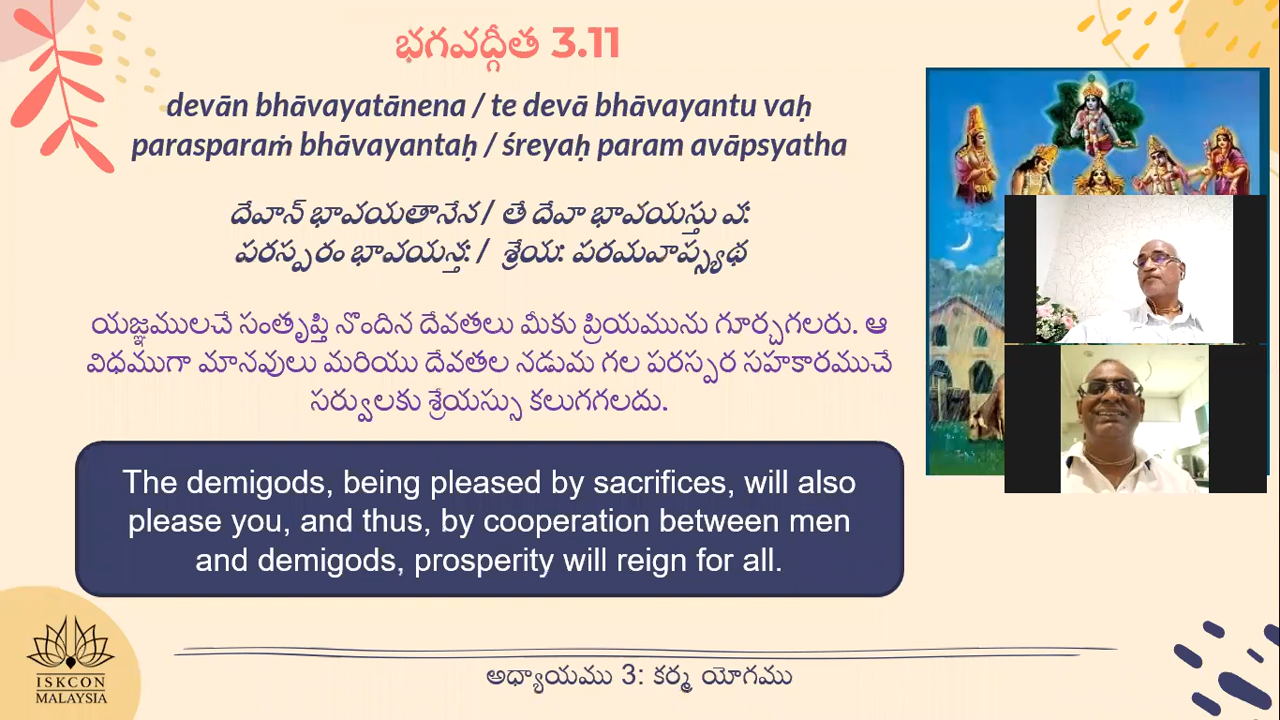 భగవద్గీత 3.11
devān bhāvayatānena / te devā bhāvayantu vaḥ
parasparaṁ bhāvayantaḥ / śreyaḥ param avāpsyatha
దేవాన్ భావయతానేన / తే దేవా భావయన్తు వ:
పరస్పరం భావయన్త: / శ్రేయ: పరమవాప్స్యథ
యజ్ఞములచే సంతృప్తి నొందిన దేవతలు మీకు ప్రియమును గూర్చగలరు. ఆ
విధముగా మానవులు మరియు దేవతల నడుమ గల పరస్పర సహకారముచే
సర్వులకు శ్రేయస్సు కలుగగలదు.
The demigods, being pleased by sacrifices, will also
please you, and thus, by cooperation between men
and demigods, prosperity will reign for all.
ISKCON
MALAYSIA
అధ్యాయము 3: కర్మ యోగము